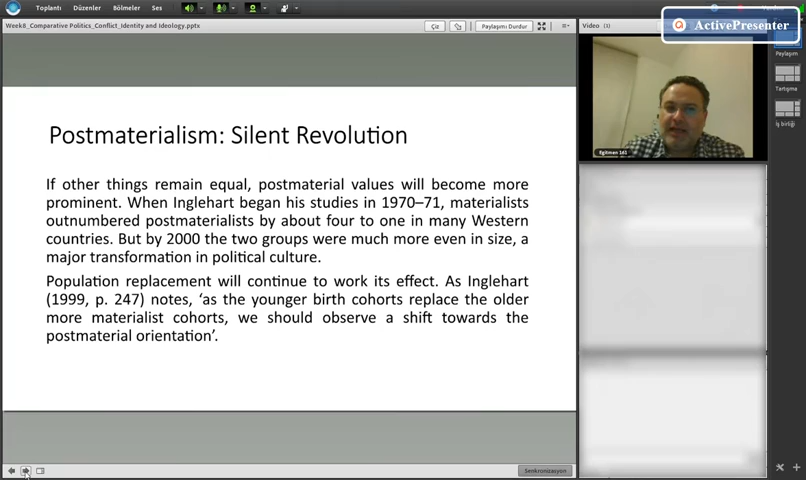 Toplantı Düzenler Bölmeler Ses
ActivePresenter
Week8_Comparative Politics_Conflict_Identity and Ideology.pptx
Çiz
Paylaşımı Durdur
Video (1)
Paylaşım
Tartışma
İş birliği
Eğitmen 161
Postmaterialism: Silent Revolution
If other things remain equal, postmaterial values will become more
prominent. When Inglehart began his studies in 1970–71, materialists
outnumbered postmaterialists by about four to one in many Western
countries. But by 2000 the two groups were much more even in size, a
major transformation in political culture.
Population replacement will continue to work its effect. As Inglehart
(1999, p. 247) notes, ‘as the younger birth cohorts replace the older
more materialist cohorts, we should observe a shift towards the
postmaterial orientation’.
Senkronizasyon